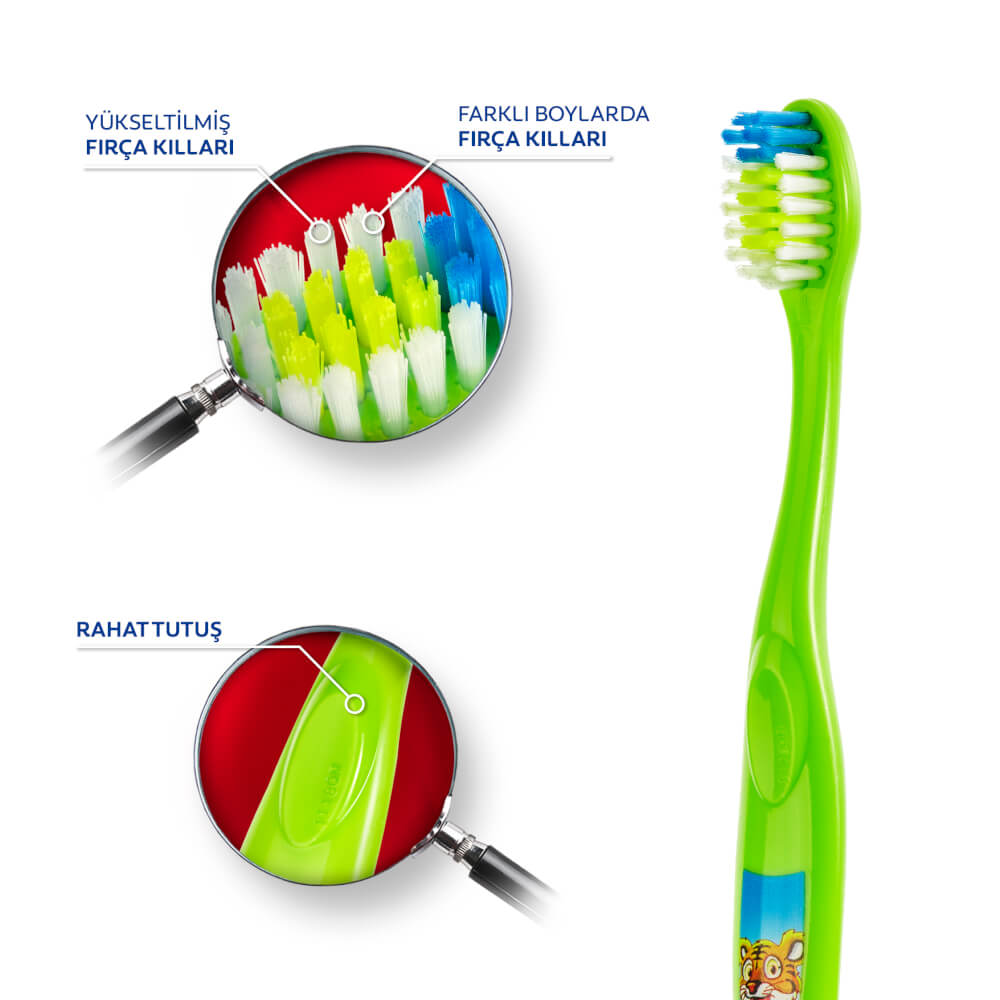 YÜKSELTİLMİŞ
FIRÇA KILLARI
FARKLI BOYLARDA
FIRÇA KILLARI
RAHAT TUTUŞ